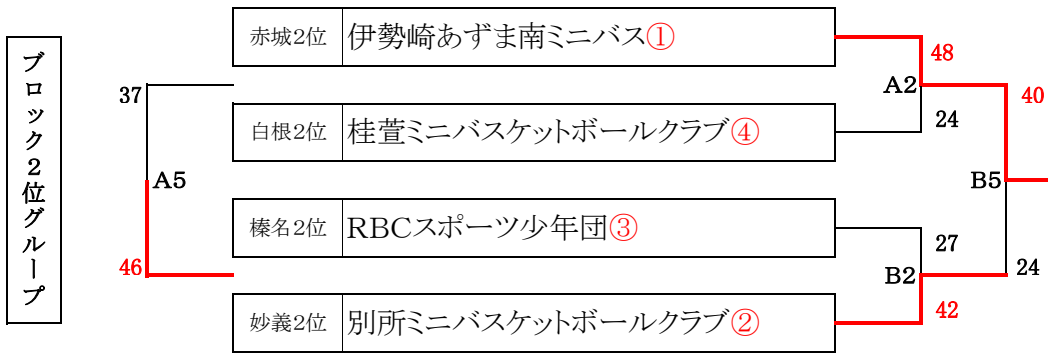 ブロック2位グループ
赤城2位 伊勢崎あずま南ミニバス①
白根2位 桂萱ミニバスケットボールクラブ④
榛名2位 RBCスポーツ少年団③
妙義2位 別所ミニバスケットボールクラブ②
37
A5
46
48
A2
24
27
B2
42
40
B5
24